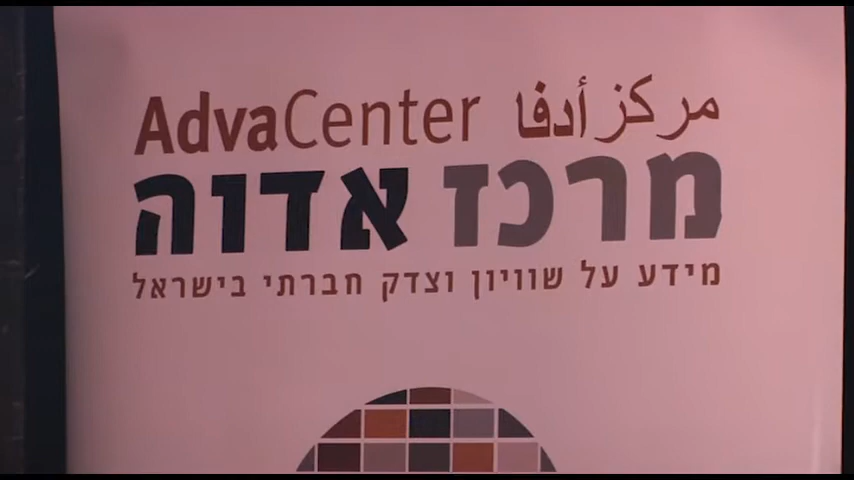 AdvaCenter مركز أدفا
מרכז אדוה
מידע על שוויון וצדק חברתי בישראל